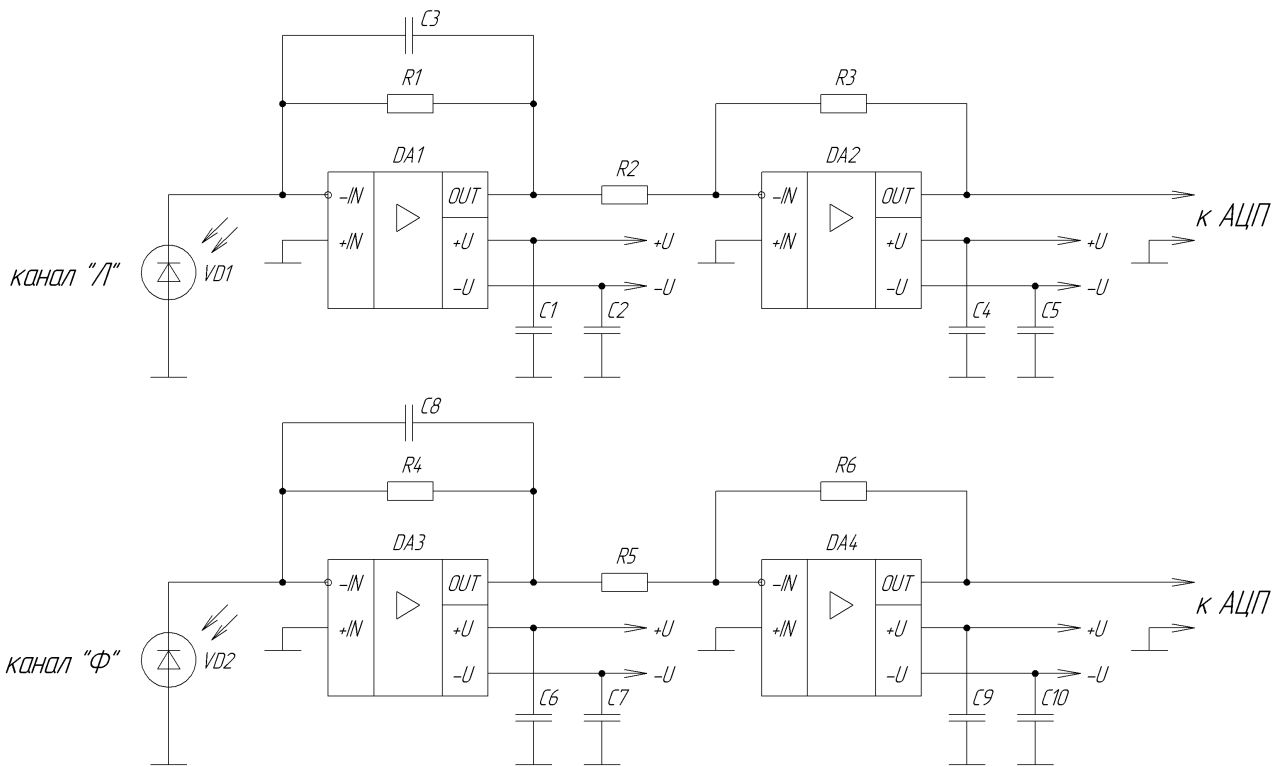 C3
R1
R3
DA1
DA2
R2
-IN
OUT
-IN
OUT
к АЦП
+IN
+U
+U
+IN
+U
+U
канал "Л"
VD1
-U
-U
-U
-U
C1
C2
C4
C5
C8
R4
R6
DA3
DA4
R5
-IN
OUT
-IN
OUT
к АЦП
+IN
+U
+U
+IN
+U
+U
канал "Ф"
VD2
-U
-U
-U
-U
C6
C7
C9
C10